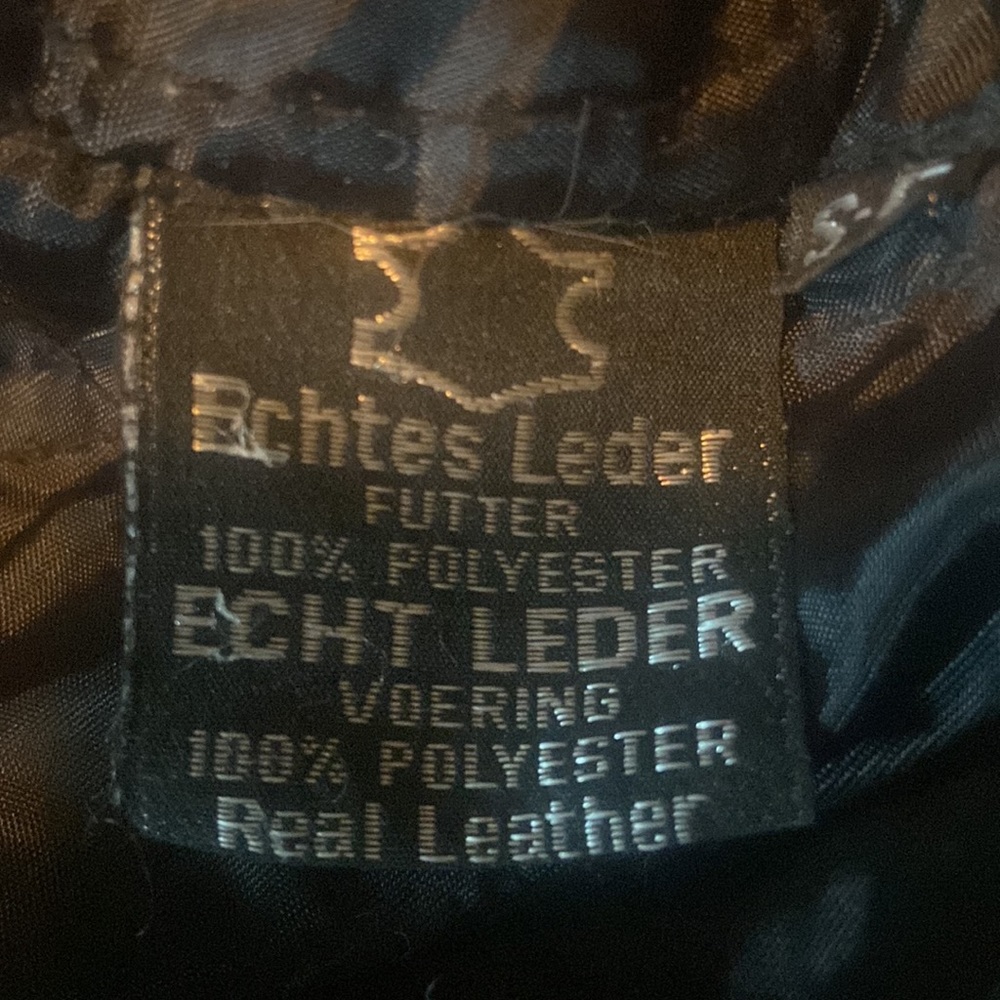 Echtes Leder
FUTTER
100% POLYESTER
ECHT LEDER
VOERING
100% POLYESTER
Real Leather